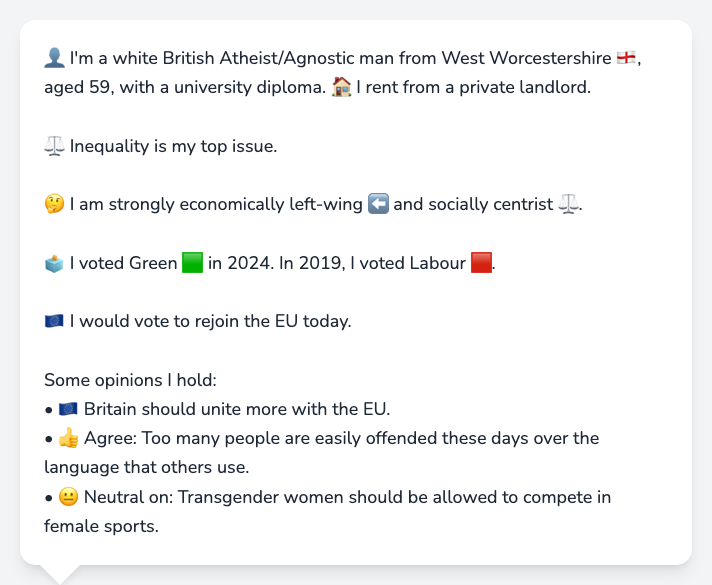 👤 I'm a white British Atheist/Agnostic man from West Worcestershire 🏴󠁧󠁢󠁥󠁮󠁧󠁿,
aged 59, with a university diploma. 🏠 I rent from a private landlord.
⚖️ Inequality is my top issue.
🤔 I am strongly economically left-wing ⬅️ and socially centrist ⚖️.
🗳️ I voted Green 🟩 in 2024. In 2019, I voted Labour 🟥.
🇪🇺 I would vote to rejoin the EU today.
Some opinions I hold:
• 🇪🇺 Britain should unite more with the EU.
• 👍 Agree: Too many people are easily offended these days over the
language that others use.
• 😐 Neutral on: Transgender women should be allowed to compete in
female sports.